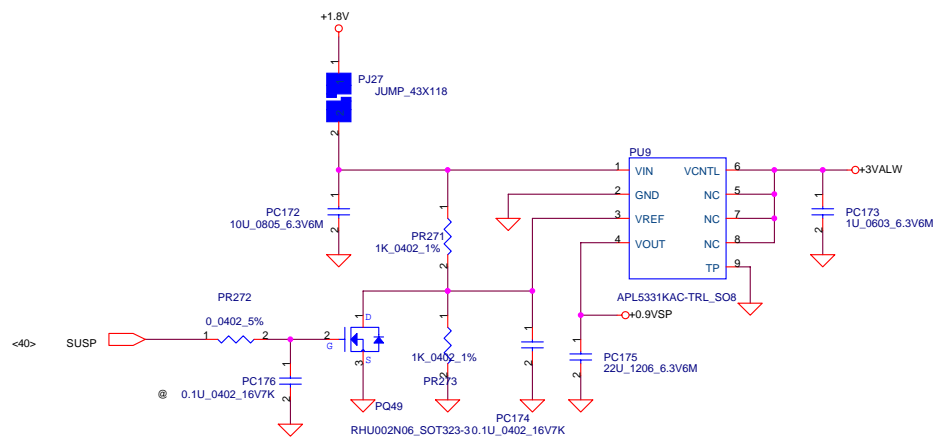 +1.8V
1
PJ27
JUMP_43X118
2
PU9
1 VIN VCNTL 6
+3VALW
2 GND NC 5
3 VREF NC 7
4 VOUT NC 8
TP 9
APL5331KAC-TRL_SO8
1
PC172
10U_0805_6.3V6M
2
1
PR271
1K_0402_1%
2
1
PC173
1U_0603_6.3V6M
2
+0.9VSP
PR272
0_0402_5%
<40> SUSP
1 2
2 G
1 D
3 S
1
PC176
@ 0.1U_0402_16V7K
2
PQ49
RHU002N06_SOT323-3
1
1K_0402_1%
2
PR273
1
2
PC174
0.1U_0402_16V7K
1
PC175
22U_1206_6.3V6M
2